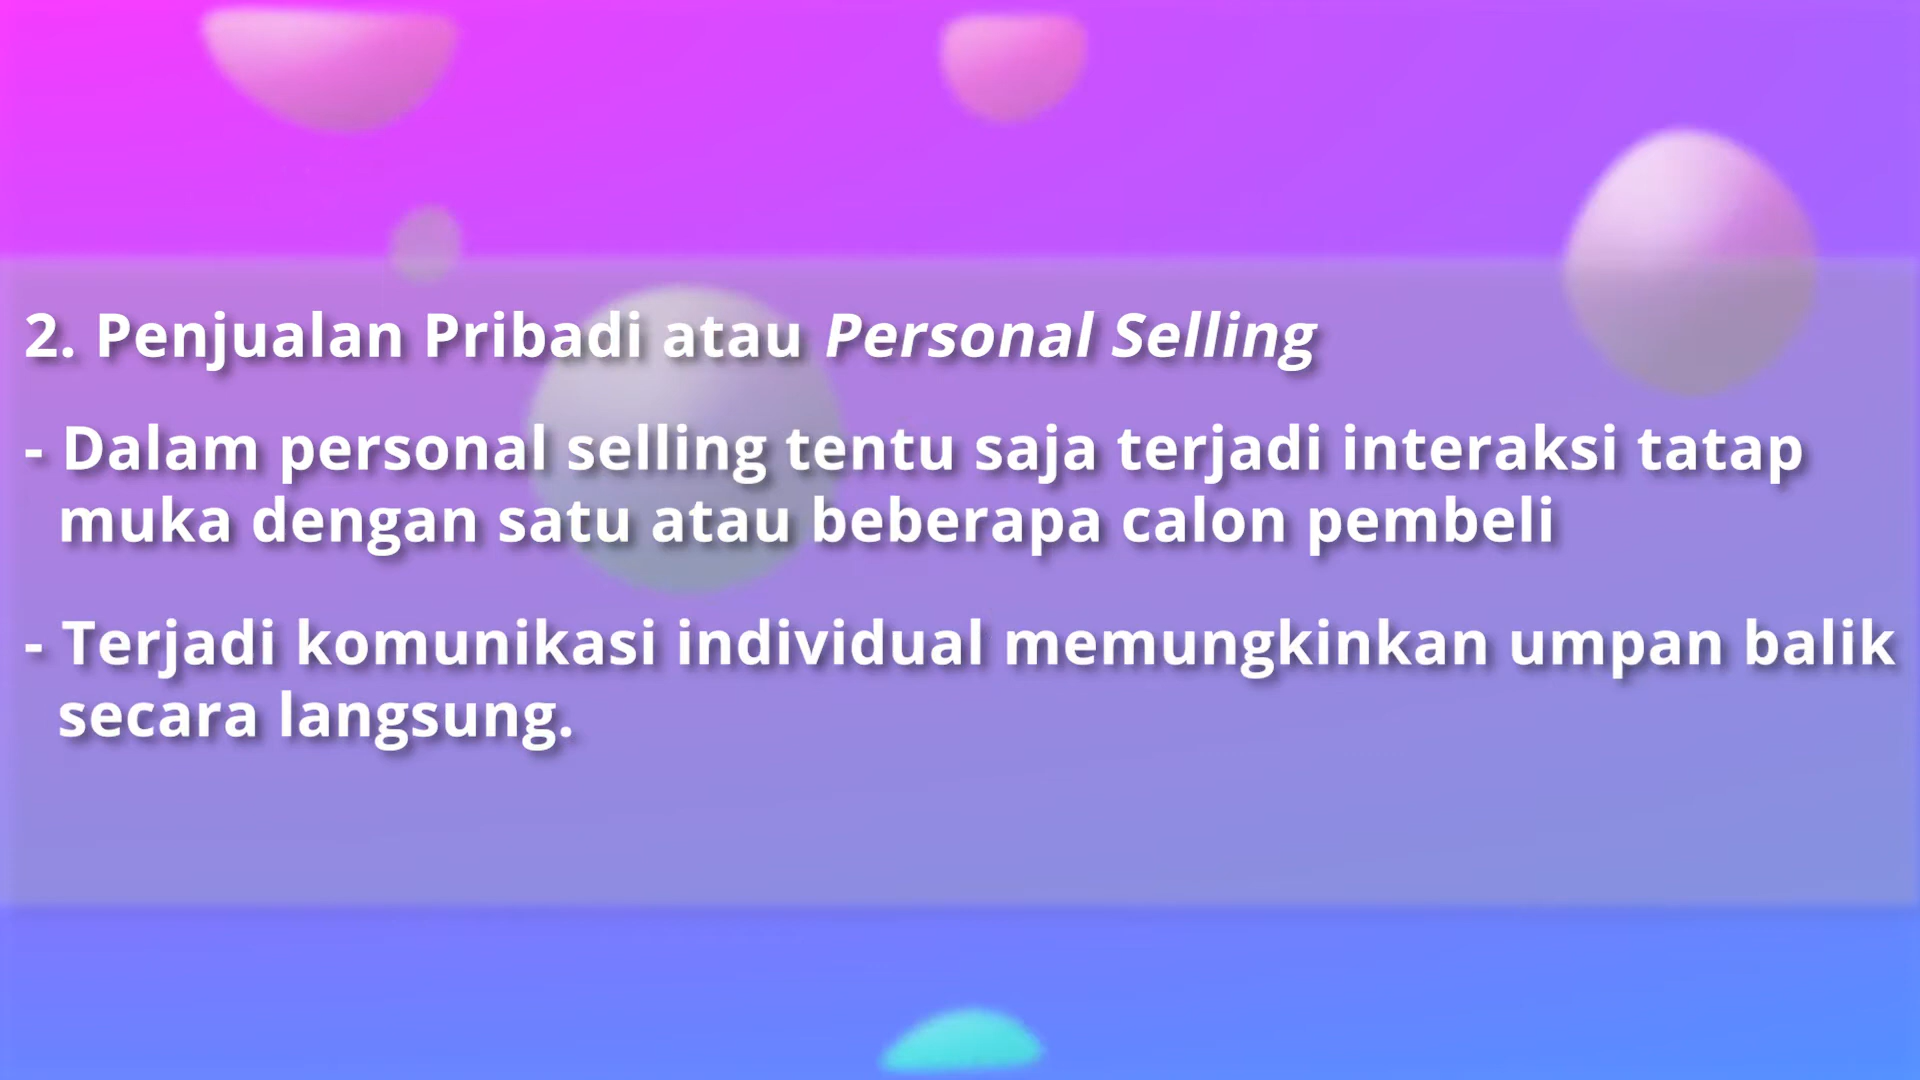 2. Penjualan Pribadi atau Personal Selling
- Dalam personal selling tentu saja terjadi interaksi tatap
muka dengan satu atau beberapa calon pembeli
- Terjadi komunikasi individual memungkinkan umpan balik
secara langsung.